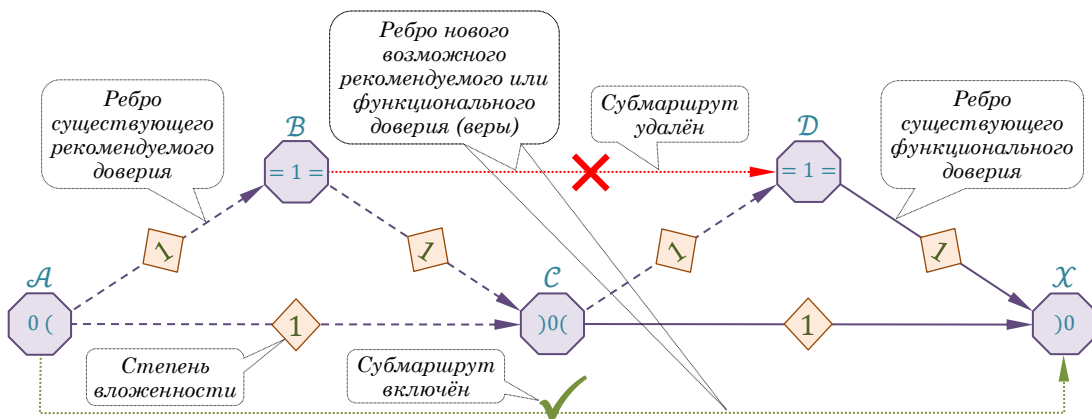 Ребро нового
возможного
рекомендуемого или
функционального
доверия (веры)
Ребро
существующего
рекомендуемого
доверия
Субмаршрут
удалён
Ребро
существующего
функционального
доверия
ℬ
𝒟
= 1 =
= 1 =
1
1
1
1
𝒜
𝒞
𝒳
0 (
1
)0(
1
)0
Степень
вложенности
Субмаршрут
включён